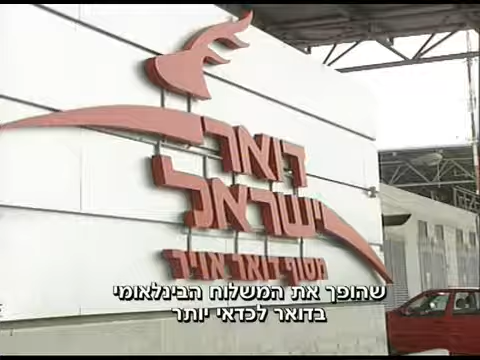 דואר
ישראל
מסוף דואר אויר
שהופך את המשלוח הבינלאומי
בדואר לכדאי יותר